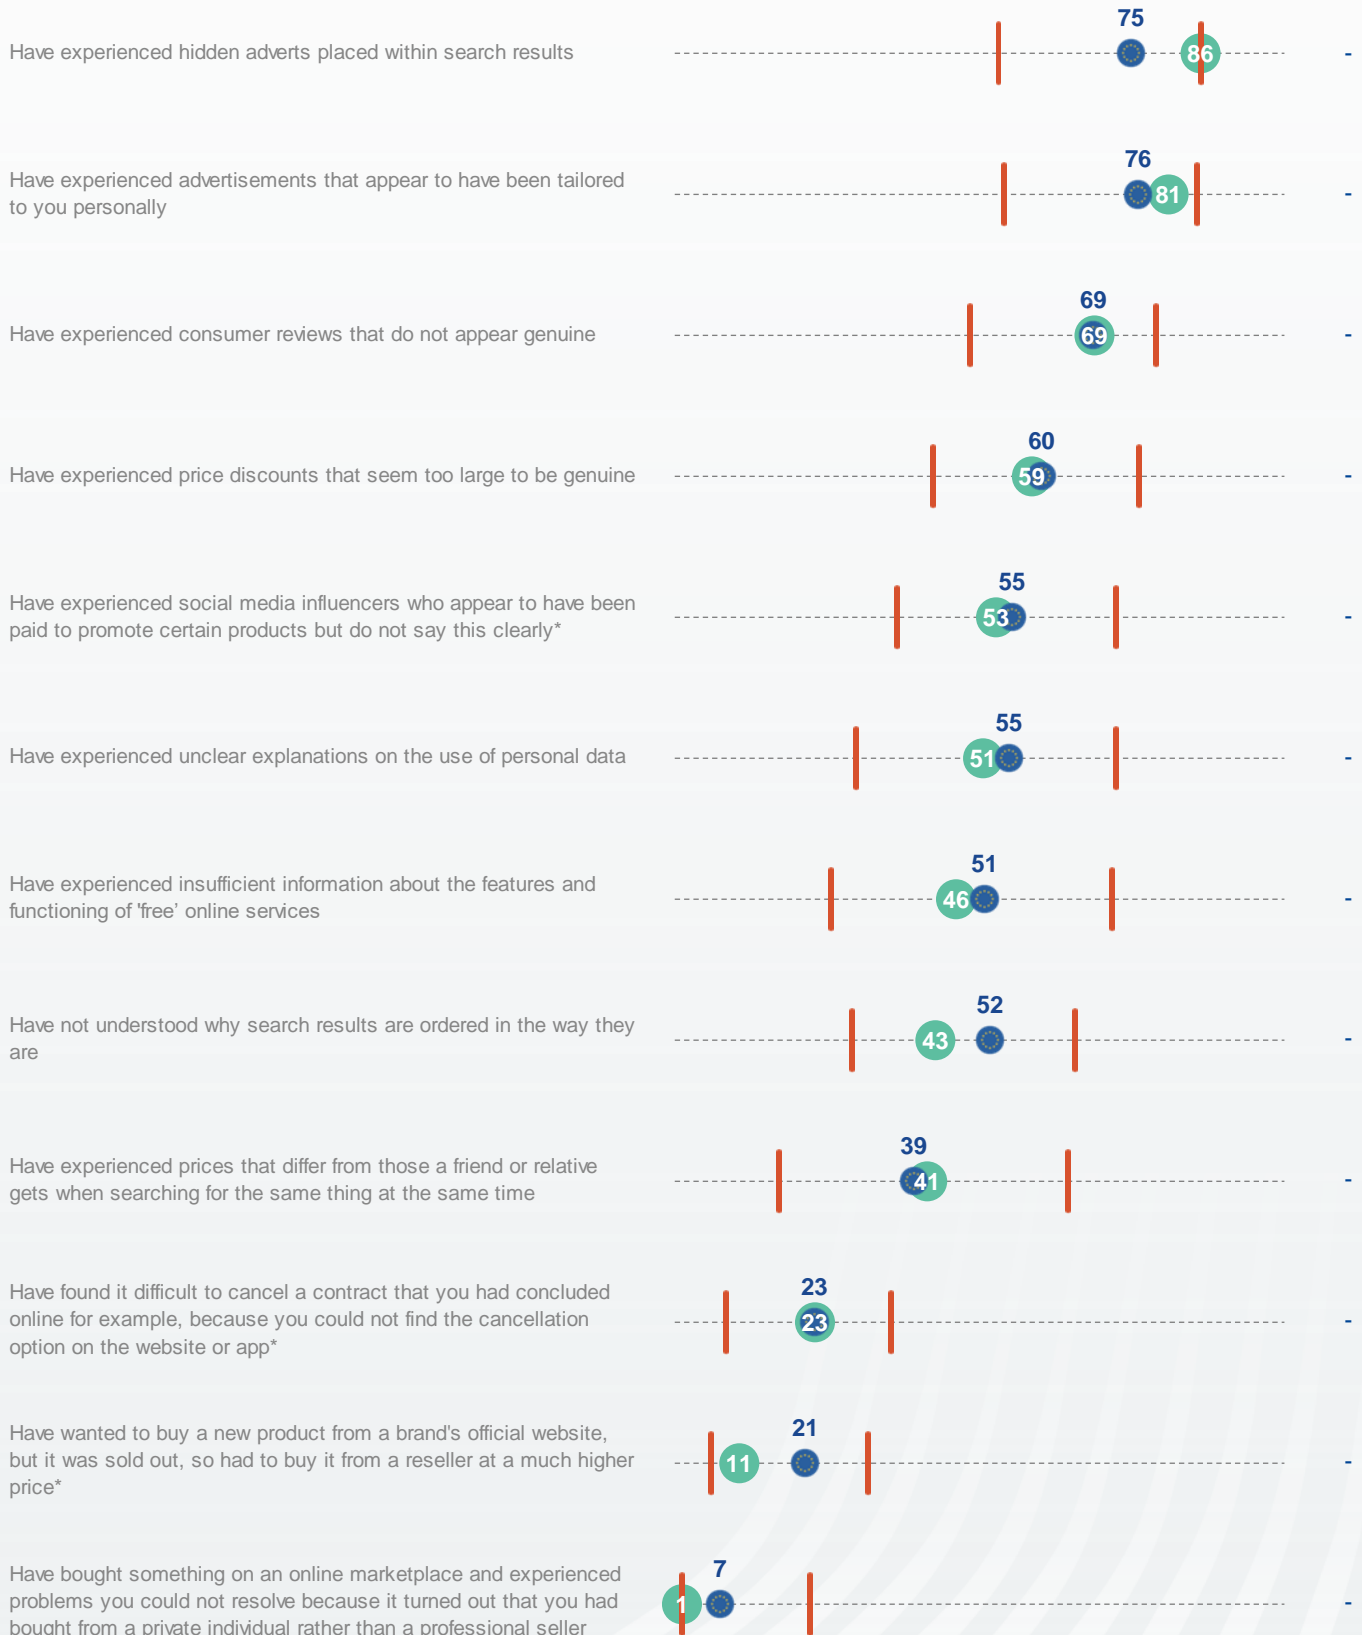 75
Have experienced hidden adverts placed within search results
86
-
76
Have experienced advertisements that appear to have been tailored
to you personally
81
-
69
Have experienced consumer reviews that do not appear genuine
69
-
60
Have experienced price discounts that seem too large to be genuine
59
-
55
Have experienced social media influencers who appear to have been
paid to promote certain products but do not say this clearly*
53
-
55
Have experienced unclear explanations on the use of personal data
51
-
51
Have experienced insufficient information about the features and
functioning of 'free’ online services
46
-
52
Have not understood why search results are ordered in the way they
are
43
-
39
Have experienced prices that differ from those a friend or relative
gets when searching for the same thing at the same time
41
-
23
Have found it difficult to cancel a contract that you had concluded
online for example, because you could not find the cancellation
option on the website or app*
23
-
21
Have wanted to buy a new product from a brand's official website,
but it was sold out, so had to buy it from a reseller at a much higher
price*
11
-
7
Have bought something on an online marketplace and experienced
problems you could not resolve because it turned out that you had
bought from a private individual rather than a professional seller
1
-